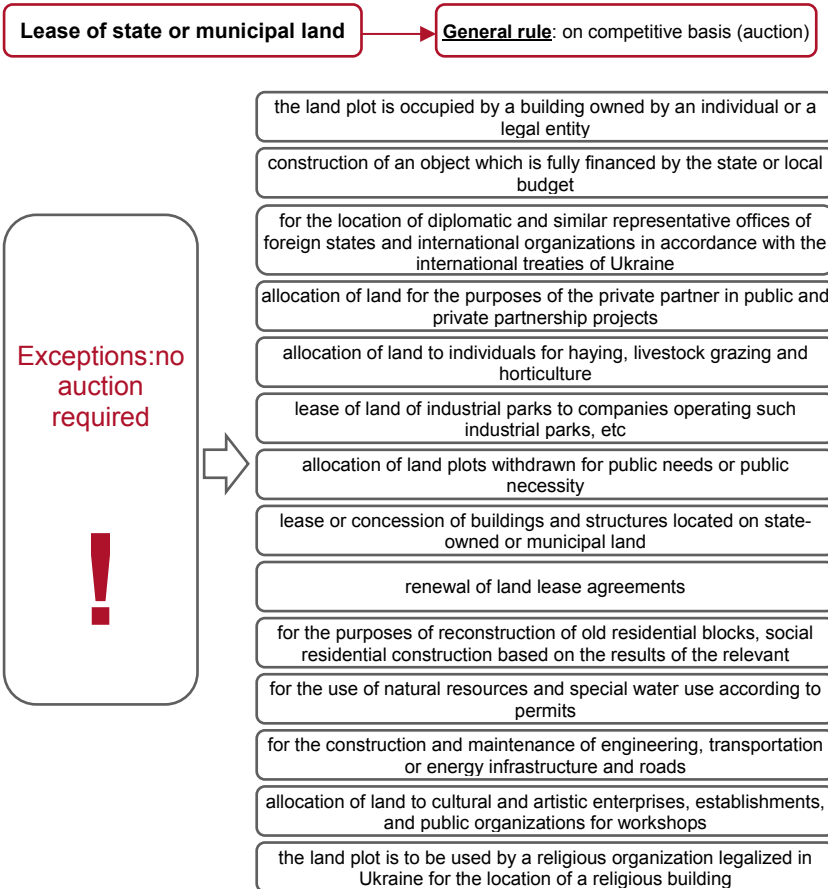 Lease of state or municipal land
General rule: on competitive basis (auction)
the land plot is occupied by a building owned by an individual or a
legal entity
construction of an object which is fully financed by the state or local
budget
for the location of diplomatic and similar representative offices of
foreign states and international organizations in accordance with the
international treaties of Ukraine
allocation of land for the purposes of the private partner in public and
private partnership projects
Exceptions:no
auction
required
!
allocation of land to individuals for haying, livestock grazing and
horticulture
lease of land of industrial parks to companies operating such
industrial parks, etc
allocation of land plots withdrawn for public needs or public
necessity
lease or concession of buildings and structures located on state-
owned or municipal land
renewal of land lease agreements
for the purposes of reconstruction of old residential blocks, social
residential construction based on the results of the relevant
for the use of natural resources and special water use according to
permits
for the construction and maintenance of engineering, transportation
or energy infrastructure and roads
allocation of land to cultural and artistic enterprises, establishments,
and public organizations for workshops
the land plot is to be used by a religious organization legalized in
Ukraine for the location of a religious building